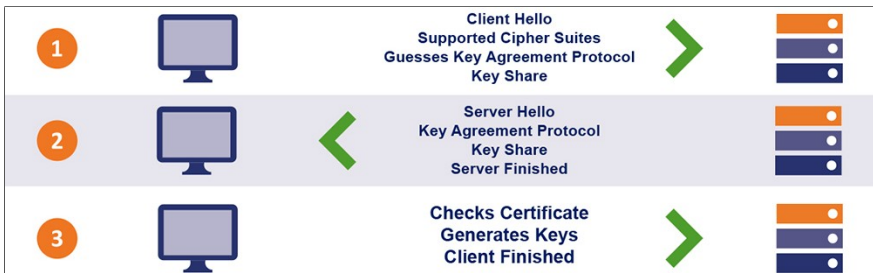 1
Client Hello
Supported Cipher Suites
Guesses Key Agreement Protocol
Key Share
2
Server Hello
Key Agreement Protocol
Key Share
Server Finished
3
Checks Certificate
Generates Keys
Client Finished